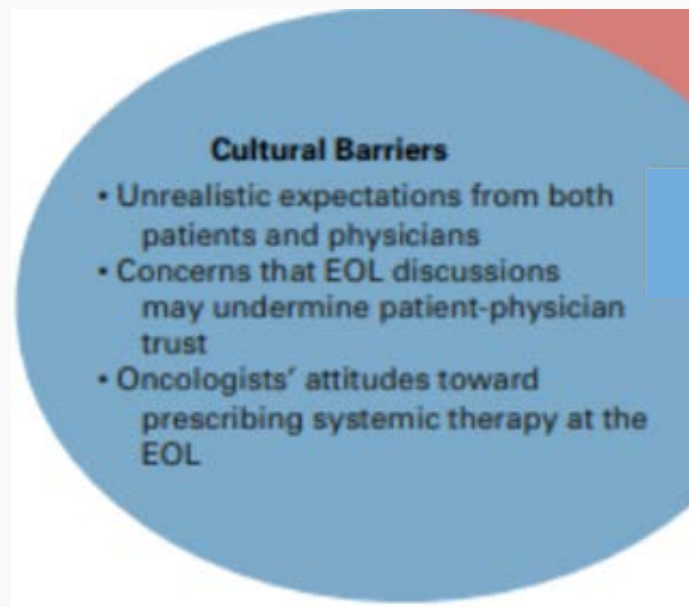 Cultural Barriers
• Unrealistic expectations from both
patients and physicians
• Concerns that EOL discussions
may undermine patient-physician
trust
• Oncologists’ attitudes toward
prescribing systemic therapy at the
EOL